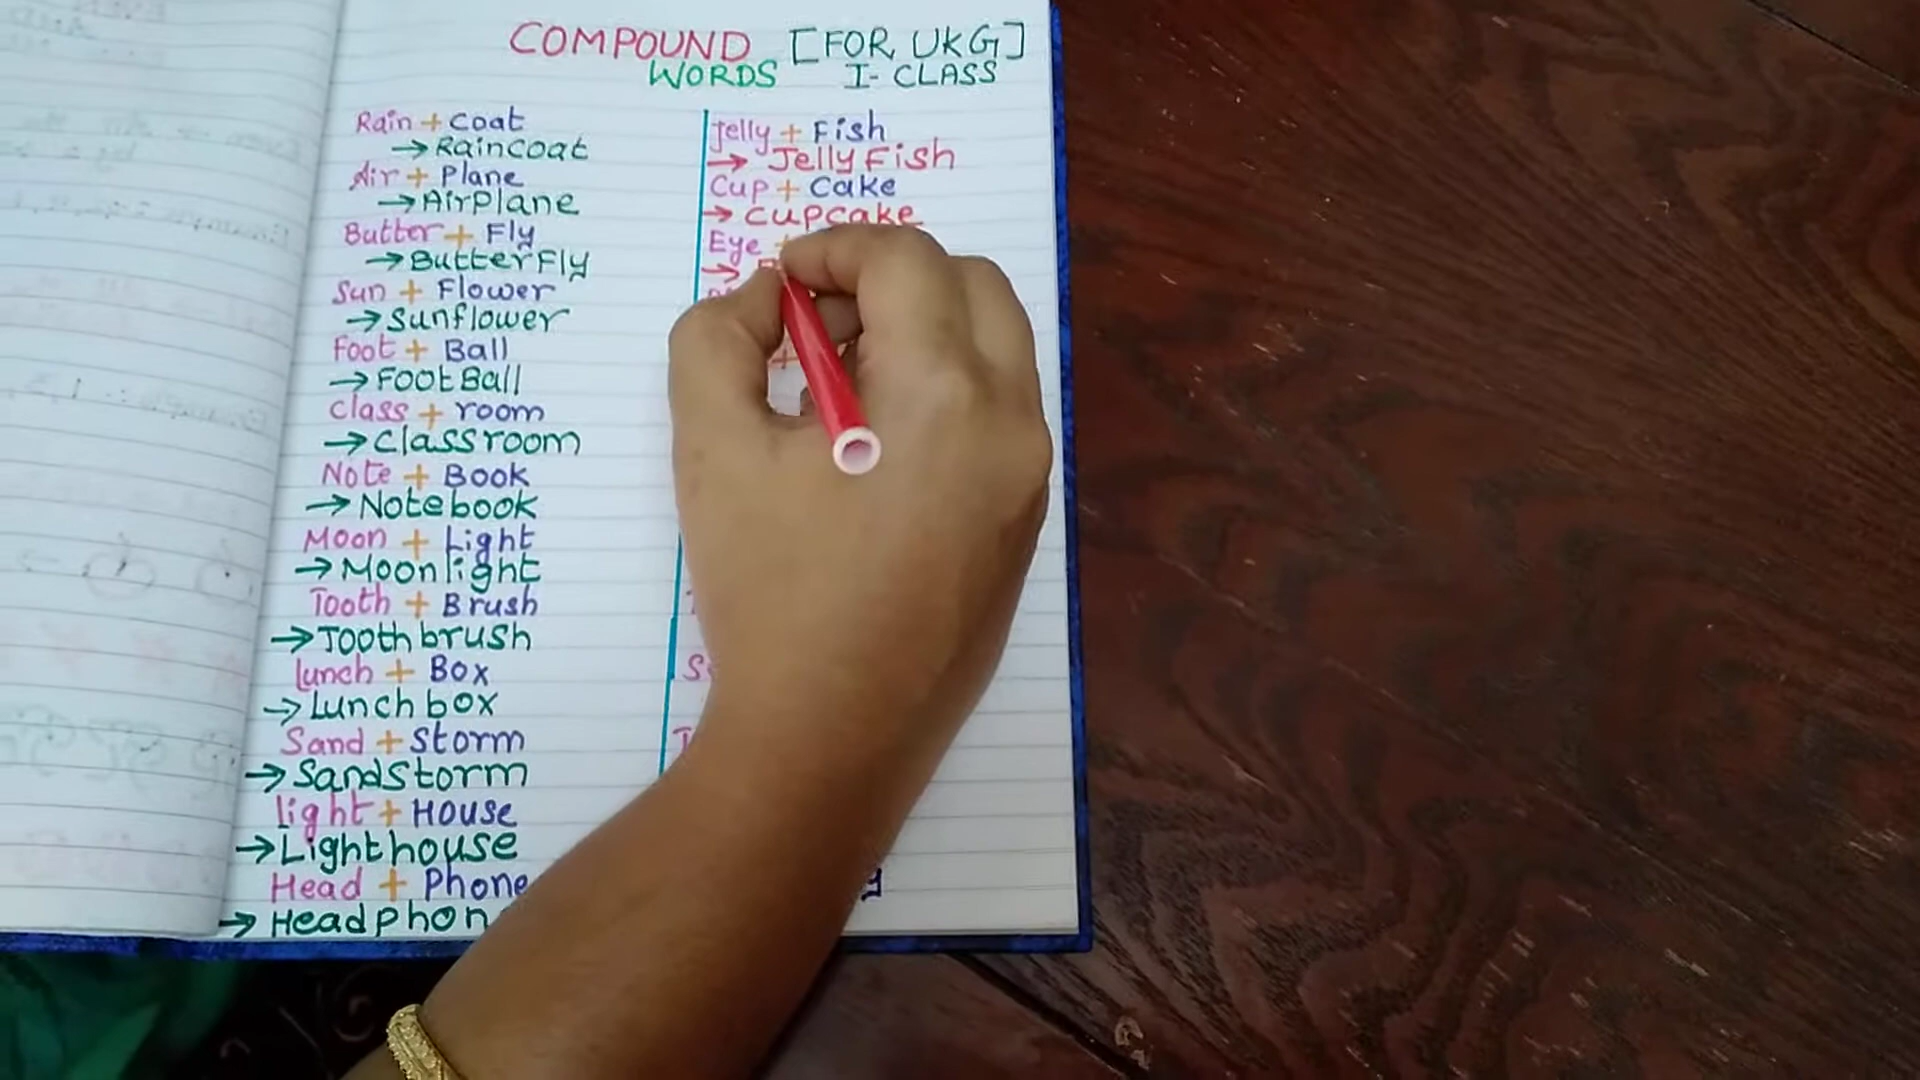 COMPOUND [FOR UKG]
WORDS I- CLASS
Rain + Coat
→ Raincoat
Air + Plane
→ AirPlane
Butter + Fly
→ ButterFly
Sun + Flower
→ Sunflower
Foot + Ball
→ FootBall
Class + room
→ Classroom
Note + Book
→ Notebook
Moon + Light
→ Moonlight
Tooth + Brush
→ Toothbrush
Lunch + Box
→ Lunchbox
Sand + Storm
→ SandStorm
light + House
→ Lighthouse
Head + Phone
→ Headphon
Jelly + Fish
→ JellyFish
Cup + Cake
→ Cupcake
Eye +
→